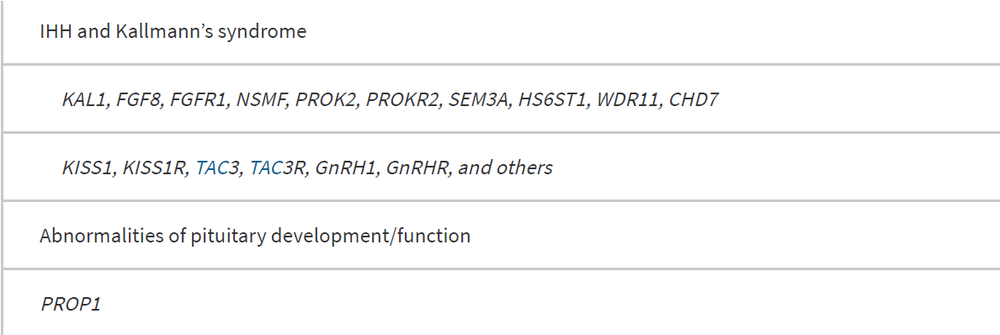 IHH and Kallmann’s syndrome
KAL1, FGF8, FGFR1, NSMF, PROK2, PROKR2, SEM3A, HS6ST1, WDR11, CHD7
KISS1, KISS1R, TAC3, TAC3R, GnRH1, GnRHR, and others
Abnormalities of pituitary development/function
PROP1